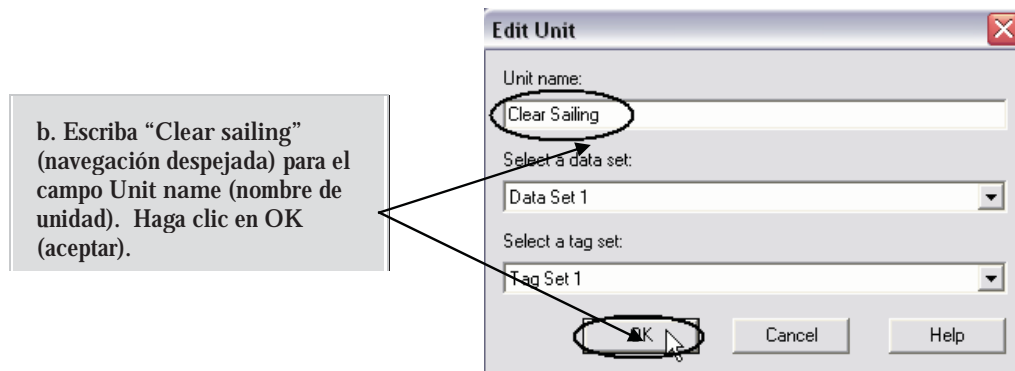 b. Escriba “Clear sailing”
(navegación despejada) para el
campo Unit name (nombre de
unidad).  Haga clic en OK
(aceptar).
Edit Unit
Unit name:
Clear Sailing
Select a data set:
Data Set 1
Select a tag set:
Tag Set 1
OK
Cancel
Help